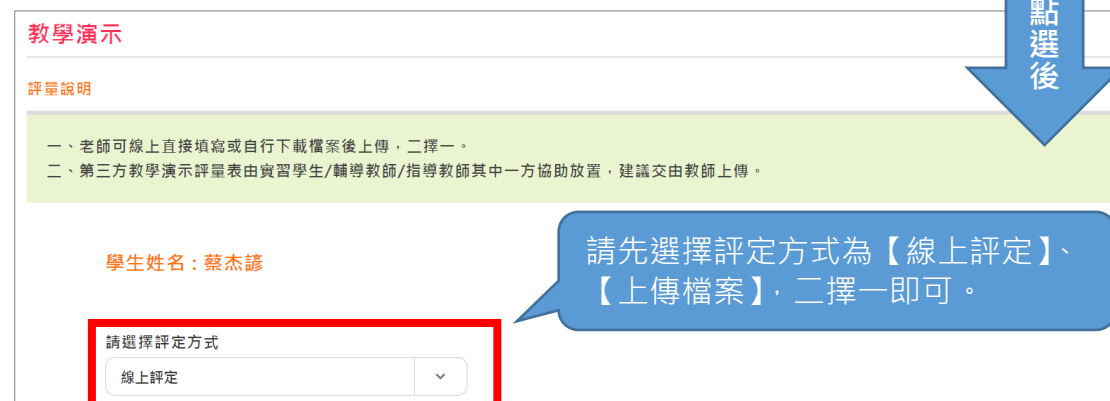 點選後
教學演示
評量說明
一、老師可線上直接填寫或自行下載檔案後上傳，二擇一。
二、第三方教學演示評量表由實習學生/輔導教師/指導教師其中一方協助放置，建議交由教師上傳。
學生姓名：蔡杰諺
請先選擇評定方式為【線上評定】、
【上傳檔案】，二擇一即可。
請選擇評定方式
線上評定